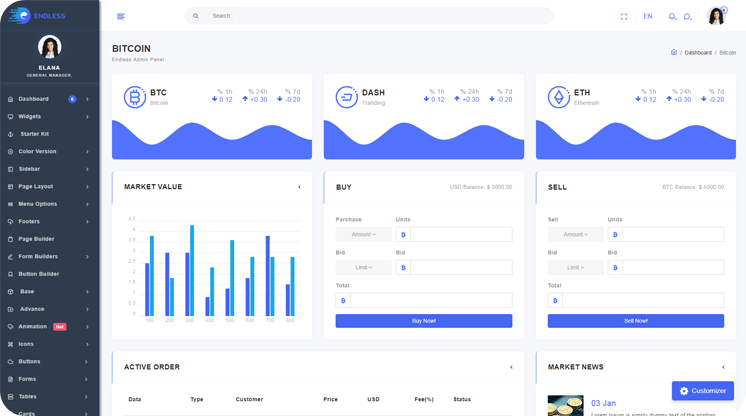 ENDLESS
Search..
EN
ELANA
GENERAL MANAGER.
Dashboard 6
Widgets
Starter Kit
Color Version
Sidebar
Page Layout
Menu Options
Footers
Page Builder
Form Builders
Button Builder
Base
Advance
Animation Hot
Icons
Buttons
Forms
Tables
Cards
BITCOIN
Endless Admin Panel
/ Dashboard / Bitcoin
BTC
Bitcoin
% 1h % 24h % 7d
0.12 +0.30 -0.20
DASH
Tranding
% 1h % 24h % 7d
0.12 +0.30 -0.20
ETH
Ethereum
% 1h % 24h % 7d
0.12 +0.30 -0.20
MARKET VALUE
4.5
4
3.5
3
2.5
2
1.5
1
0.5
0
100 200 300 400 500 600 700 800
BUY
USD Balance: $ 5000.00
Purchase Units
Amount
Bid Bid
Limit
Total
Buy Now!
SELL
BTC Balance: $ 5000.00
Sell Units
Amount
Bid Bid
Limit
Total
Sell Now!
ACTIVE ORDER
Data Type Customer Price USD Fee(%) Status
MARKET NEWS
03 Jan
Lorem Ipsum is simply dummy text of the printing
Customizer